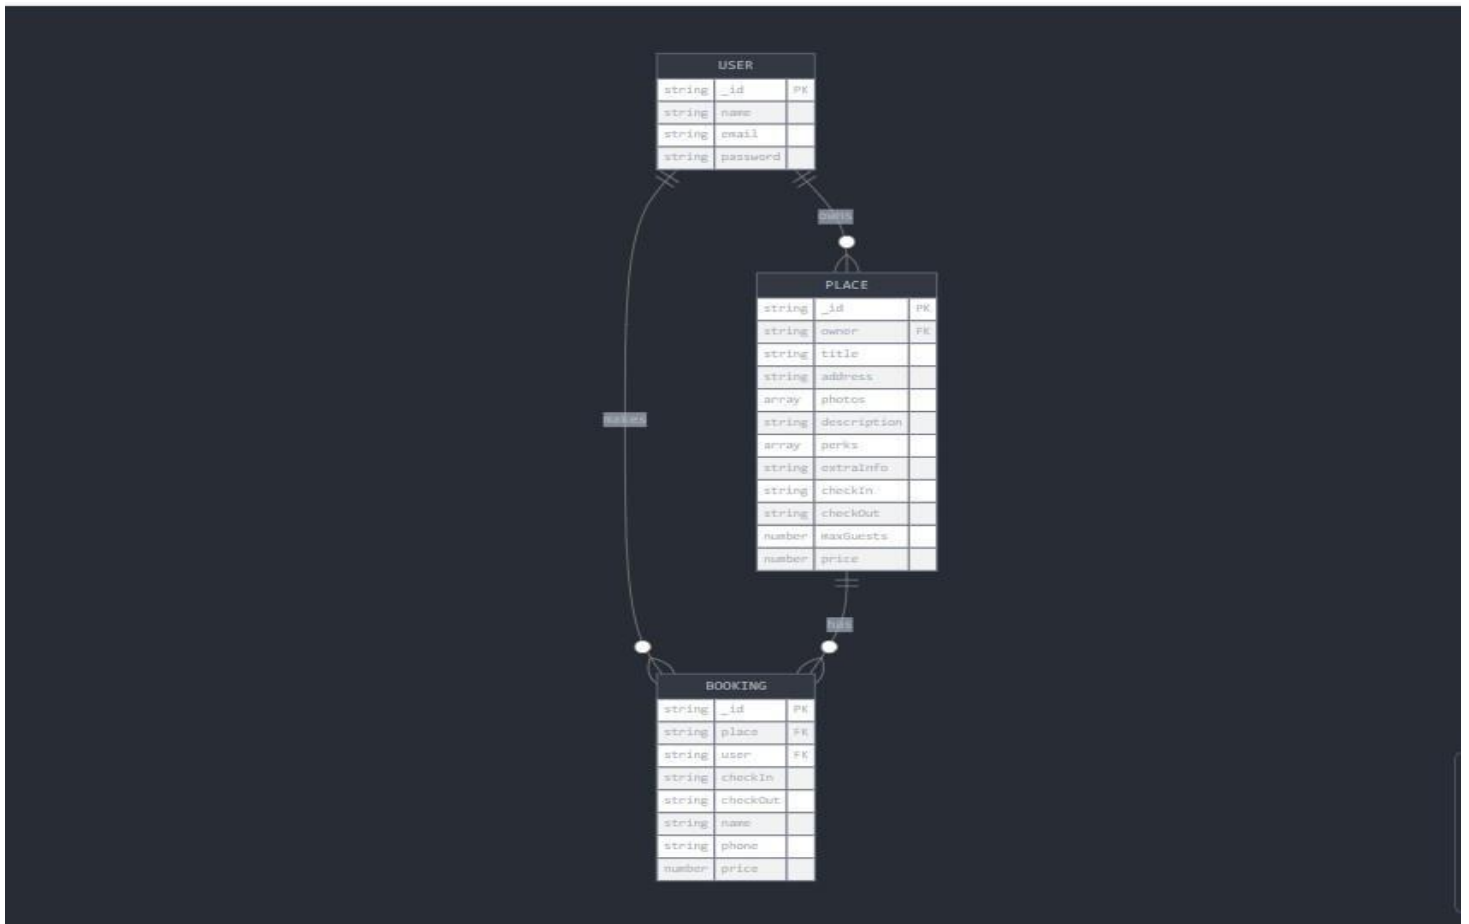 USER
string _id PK
string name
string email
string password
owns
PLACE
string _id PK
string owner FK
string title
string address
array photos
string description
array perks
string extraInfo
string checkIn
string checkOut
number maxGuests
number price
makes
has
BOOKING
string _id PK
string place FK
string user FK
string checkIn
string checkOut
string name
string phone
number price